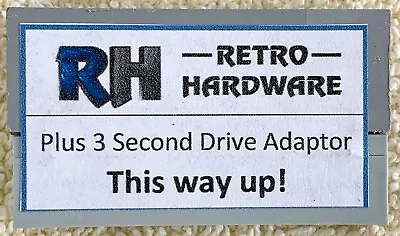 RH —RETRO—
HARDWARE
Plus 3 Second Drive Adaptor
This way up!